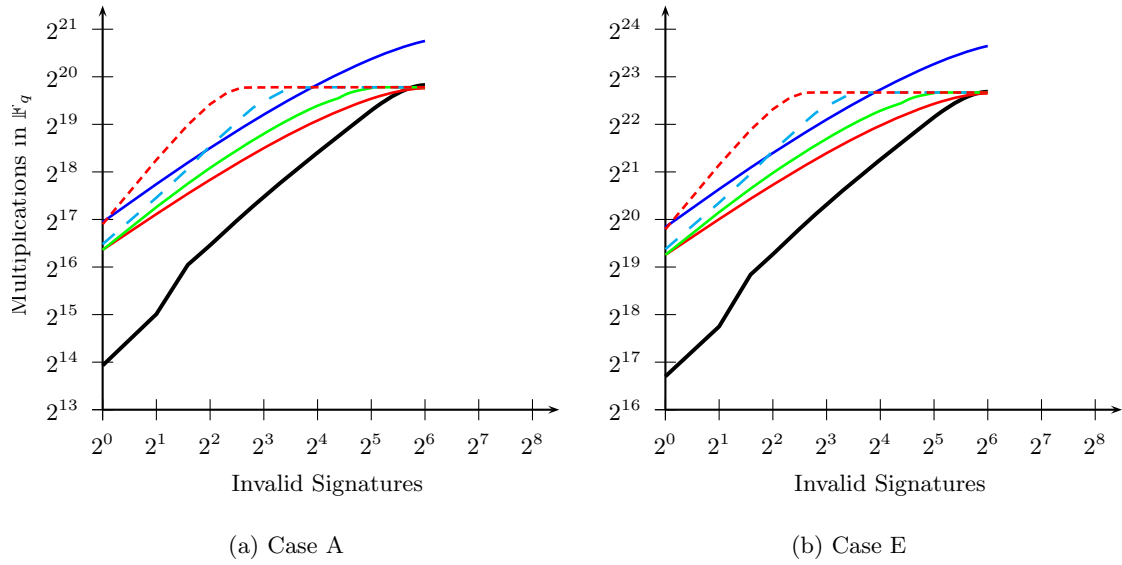 2^21
2^20
2^19
2^18
2^17
2^16
2^15
2^14
2^13
Multiplications in 𝔽_q
2^0 2^1 2^2 2^3 2^4 2^5 2^6 2^7 2^8
Invalid Signatures
(a) Case A
2^24
2^23
2^22
2^21
2^20
2^19
2^18
2^17
2^16
2^0 2^1 2^2 2^3 2^4 2^5 2^6 2^7 2^8
Invalid Signatures
(b) Case E